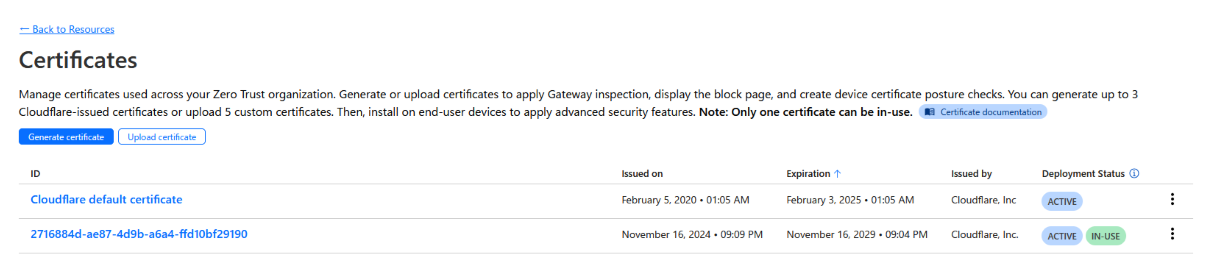 ← Back to Resources
Certificates
Manage certificates used across your Zero Trust organization. Generate or upload certificates to apply Gateway inspection, display the block page, and create device certificate posture checks. You can generate up to 3
Cloudflare-issued certificates or upload 5 custom certificates. Then, install on end-user devices to apply advanced security features. Note: Only one certificate can be in-use. Certificate documentation
Generate certificate Upload certificate
ID Issued on Expiration ↑ Issued by Deployment Status
Cloudflare default certificate February 5, 2020 • 01:05 AM February 3, 2025 • 01:05 AM Cloudflare, Inc ACTIVE
2716884d-ae87-4d9b-a6a4-ffd10bf29190 November 16, 2024 • 09:09 PM November 16, 2029 • 09:04 PM Cloudflare, Inc. ACTIVE IN-USE